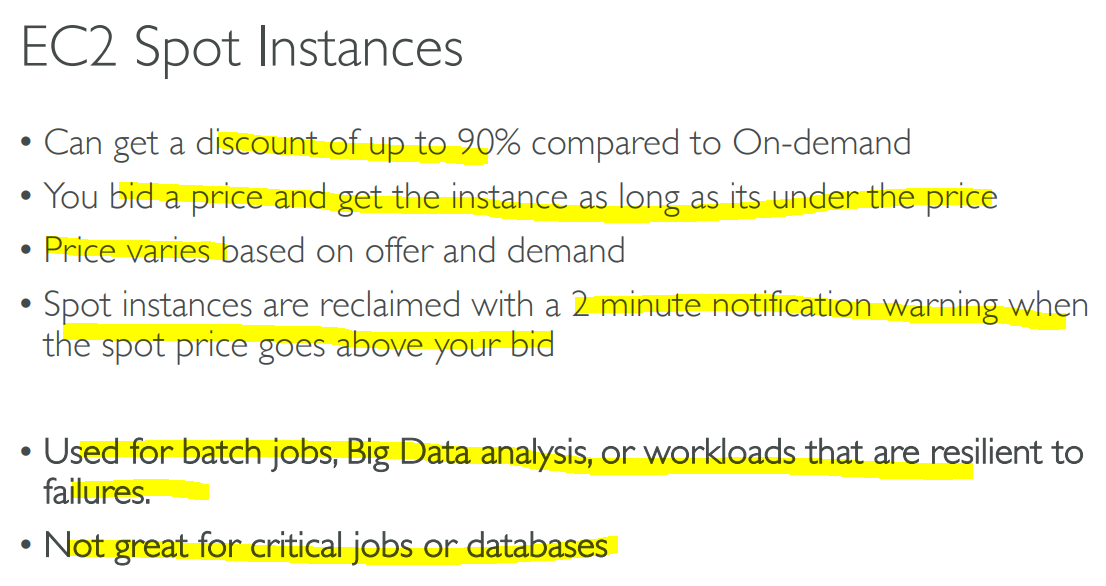 EC2 Spot Instances
• Can get a discount of up to 90% compared to On-demand
• You bid a price and get the instance as long as its under the price
• Price varies based on offer and demand
• Spot instances are reclaimed with a 2 minute notification warning when
the spot price goes above your bid
• Used for batch jobs, Big Data analysis, or workloads that are resilient to
failures.
• Not great for critical jobs or databases